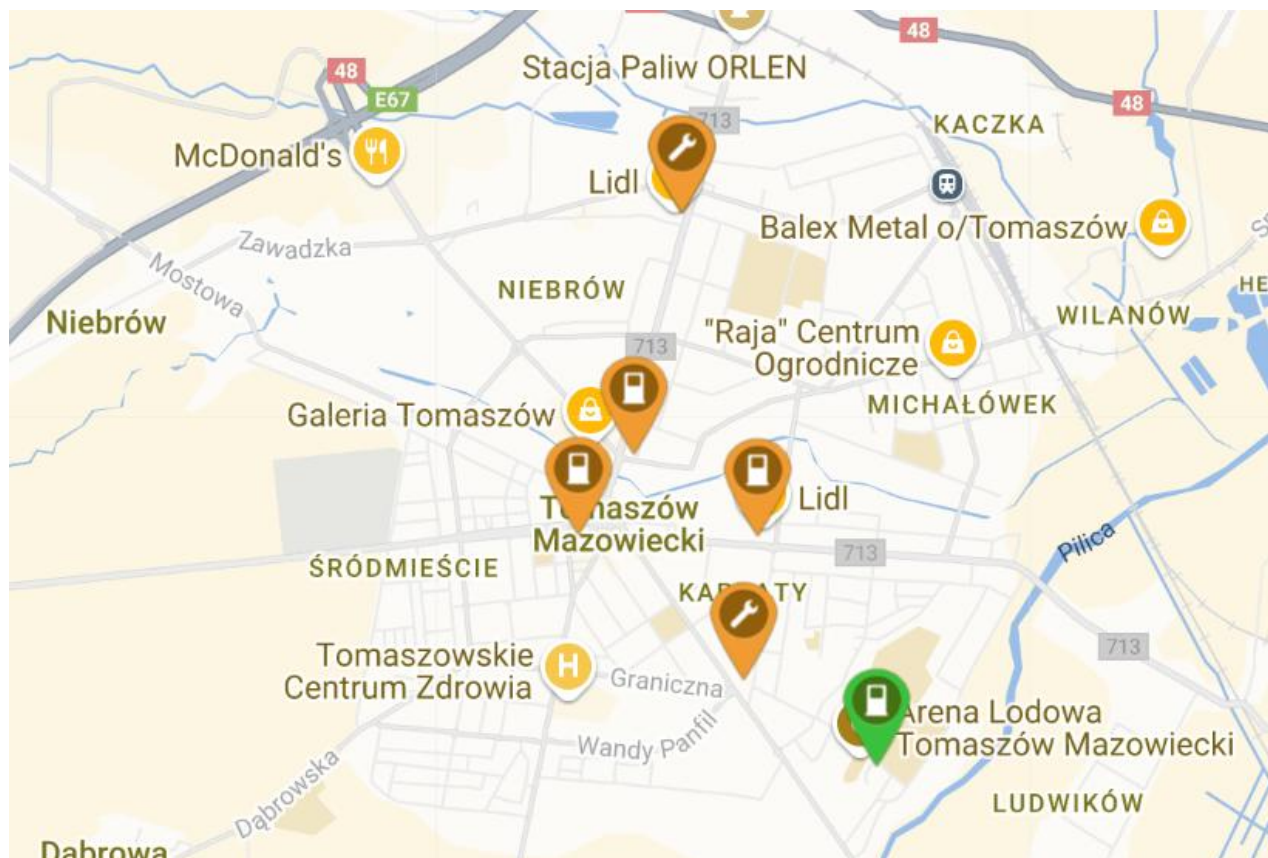 48
Stacja Paliw ORLEN
48
E67
48
713
KACZKA
McDonald's
Lidl
Balex Metal o/Tomaszów
Zawadzka
Mostowa
NIEBRÓW
HE
WILANÓW
Niebrów
"Raja" Centrum
Ogrodnicze
713
MICHAŁÓWEK
Galeria Tomaszów
Lidl
Tomaszów
Mazowiecki
713
Pilica
ŚRÓDMIEŚCIE
713
Tomaszowskie
Centrum Zdrowia
H
Graniczna
Wandy Panfil
Arena Lodowa
Tomaszów Mazowiecki
Dąbrowska
LUDWIKÓW
Dąbrowa